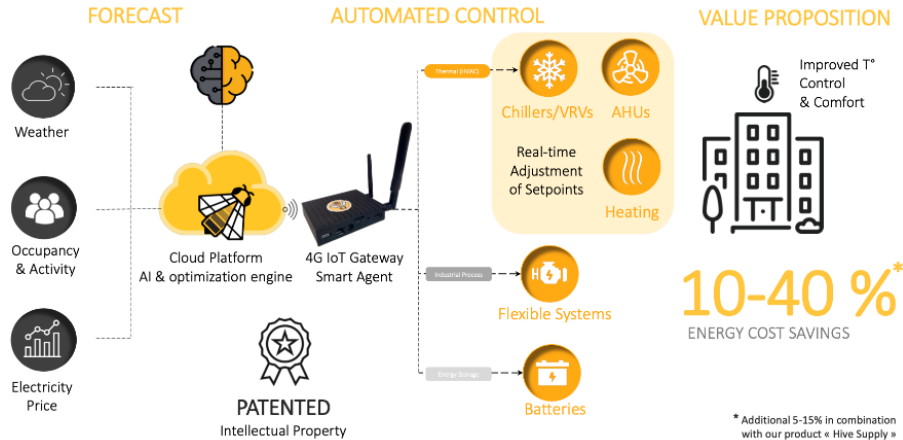 FORECAST
Weather
Occupancy
& Activity
Electricity
Price
Cloud Platform
AI & optimization engine
PATENTED
Intellectual Property
AUTOMATED CONTROL
4G IoT Gateway
Smart Agent
Thermal (HVAC)
Chillers/VRVs
AHUs
Real-time
Adjustment
of Setpoints
Heating
Industrial Process
Flexible Systems
Energy Storage
Batteries
VALUE PROPOSITION
Improved T°
Control
& Comfort
10-40 %*
ENERGY COST SAVINGS
* Additional 5-15% in combination
with our product « Hive Supply »